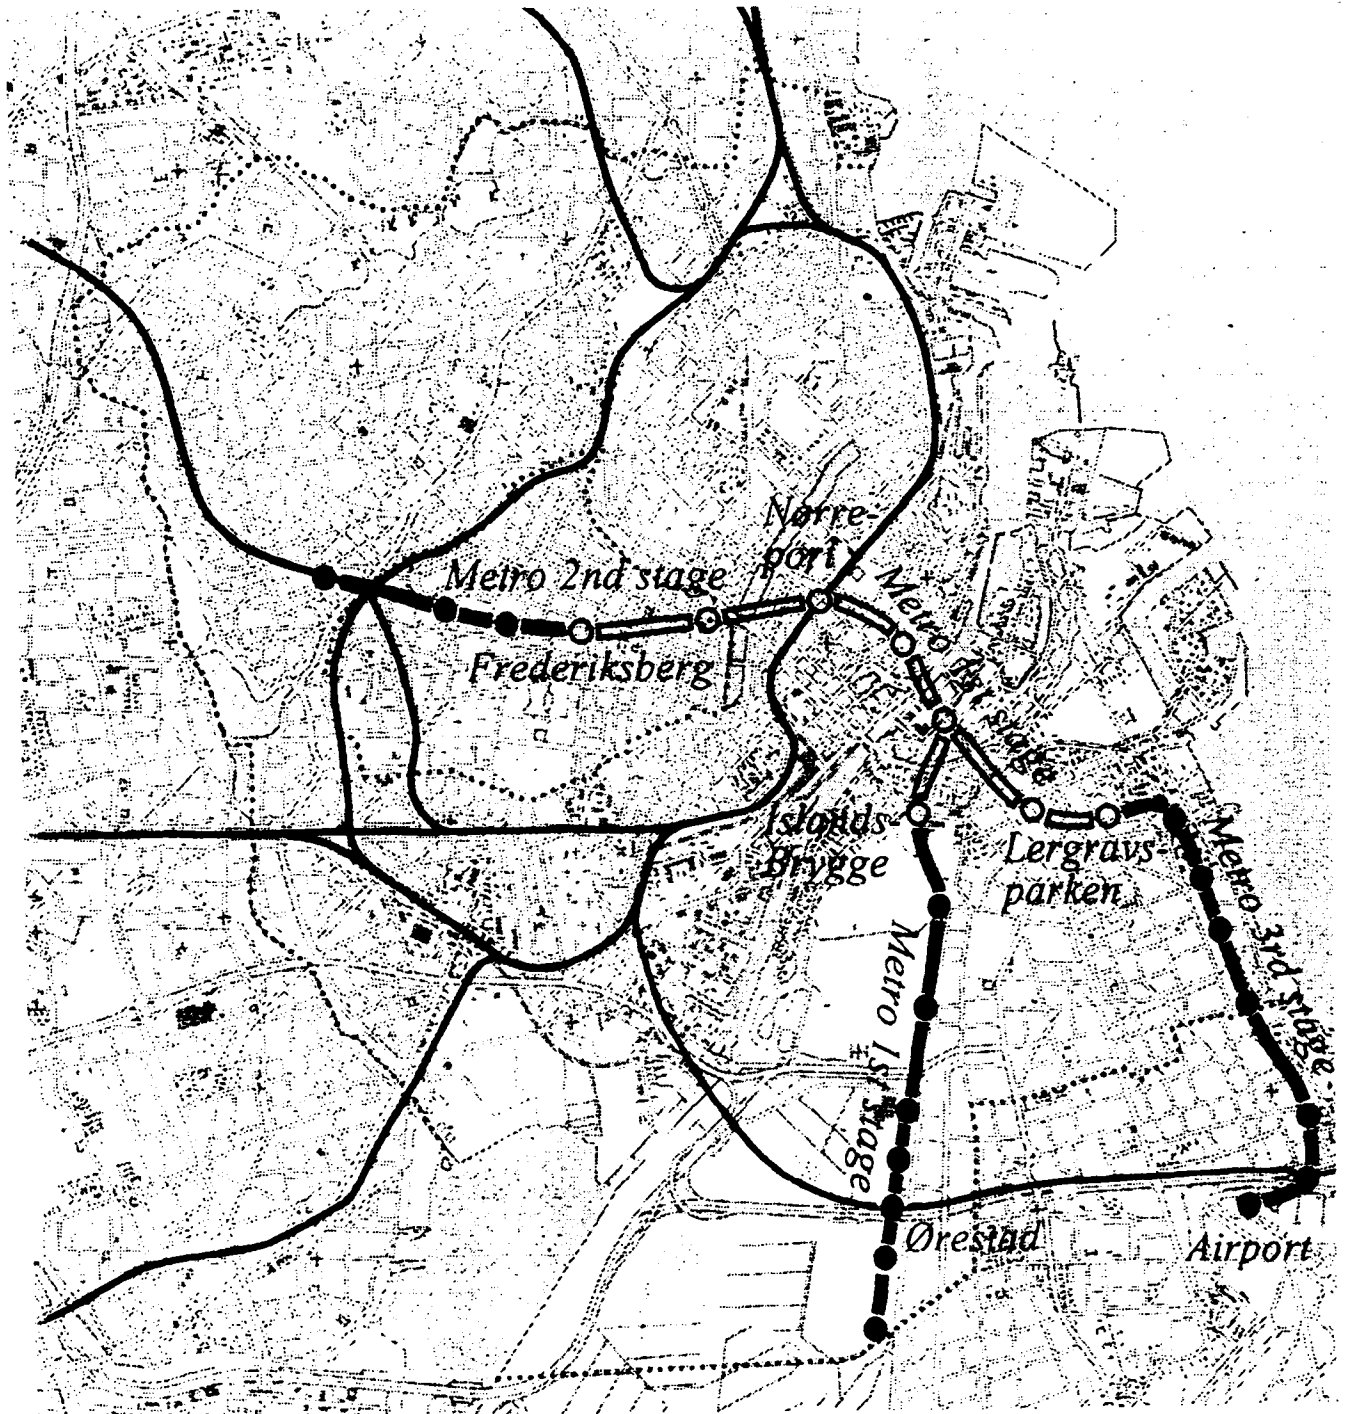 Nørre-
port
Metro 2nd stage
Metro 1st stage
Frederiksberg
Islands
Brygge
Lergravs-
parken
Metro 3rd stage
Metro 1st stage
Ørestad
Airport